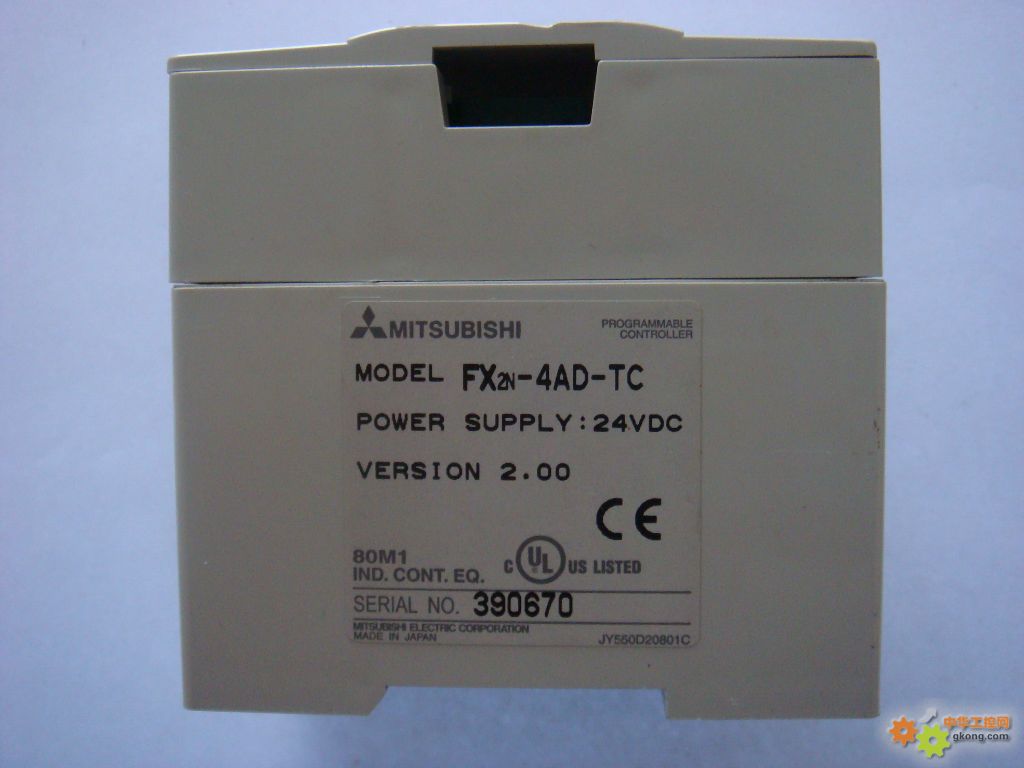 MITSUBISHI
PROGRAMMABLE
CONTROLLER
MODEL FX2N-4AD-TC
POWER SUPPLY:24VDC
VERSION 2.00
CE
80M1
IND. CONT. EQ.
C UL US LISTED
SERIAL NO. 390670
MITSUBISHI ELECTRIC CORPORATION
MADE IN JAPAN
JY550D20801C
中华工控网
gkong.com